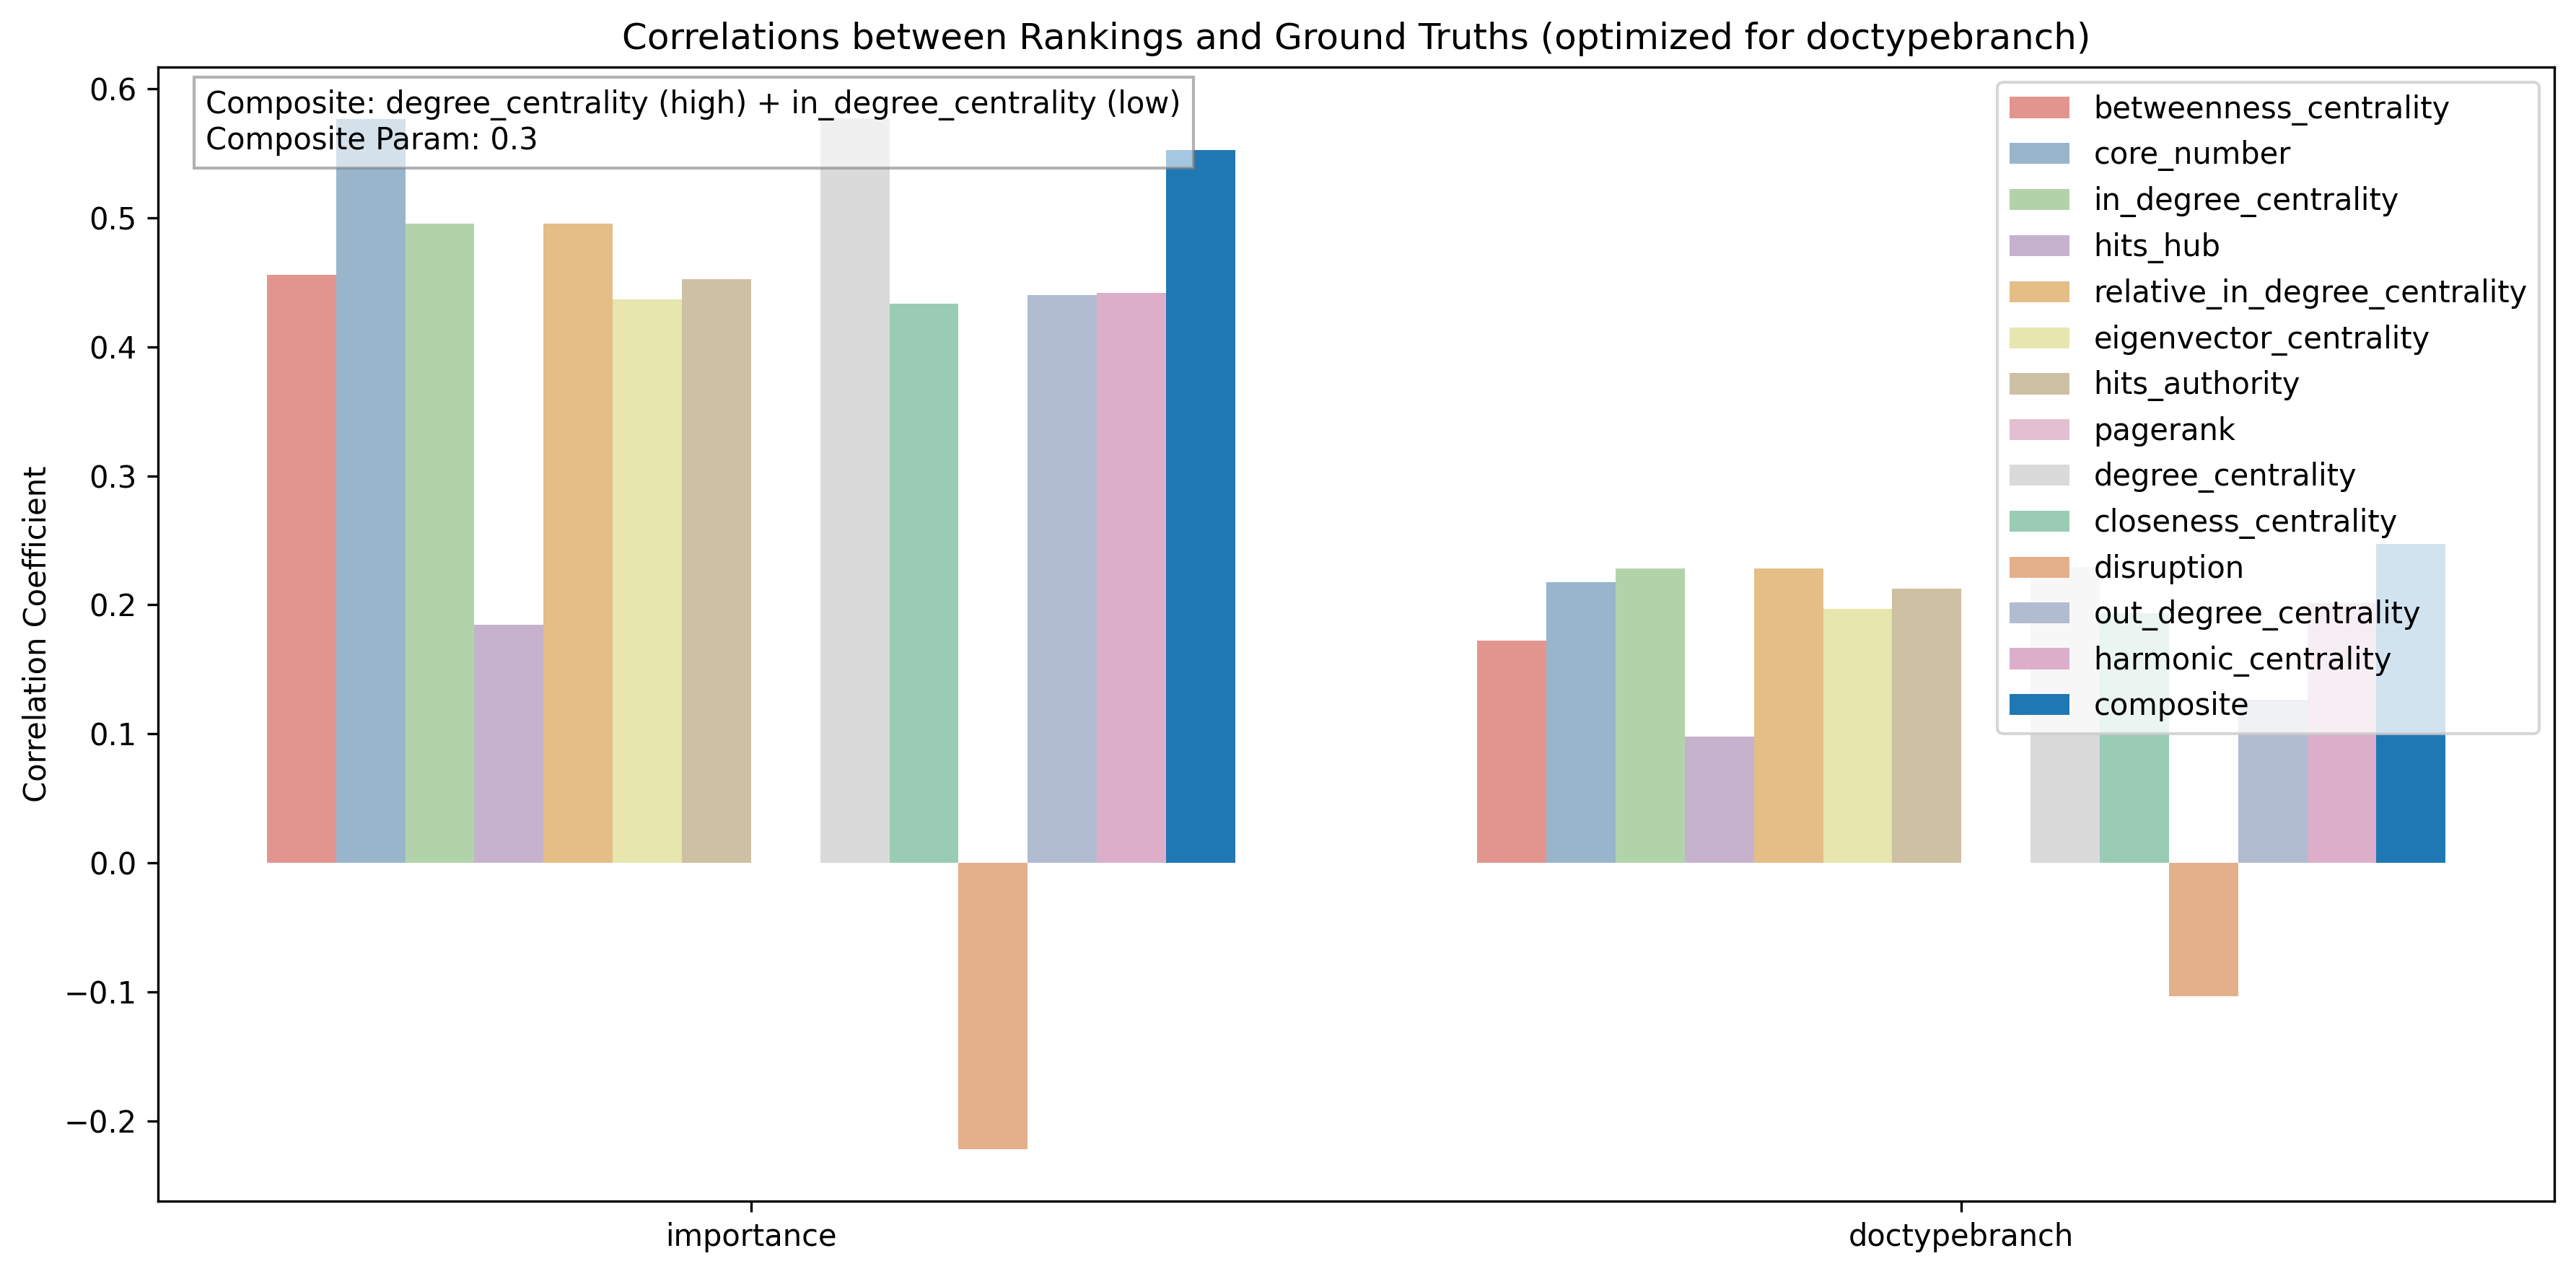 Correlations between Rankings and Ground Truths (optimized for doctypebranch)
Composite: degree_centrality (high) + in_degree_centrality (low)
Composite Param: 0.3
betweenness_centrality
core_number
in_degree_centrality
hits_hub
relative_in_degree_centrality
eigenvector_centrality
hits_authority
pagerank
degree_centrality
closeness_centrality
disruption
out_degree_centrality
harmonic_centrality
composite
Correlation Coefficient
0.6
0.5
0.4
0.3
0.2
0.1
0.0
−0.1
−0.2
importance
doctypebranch